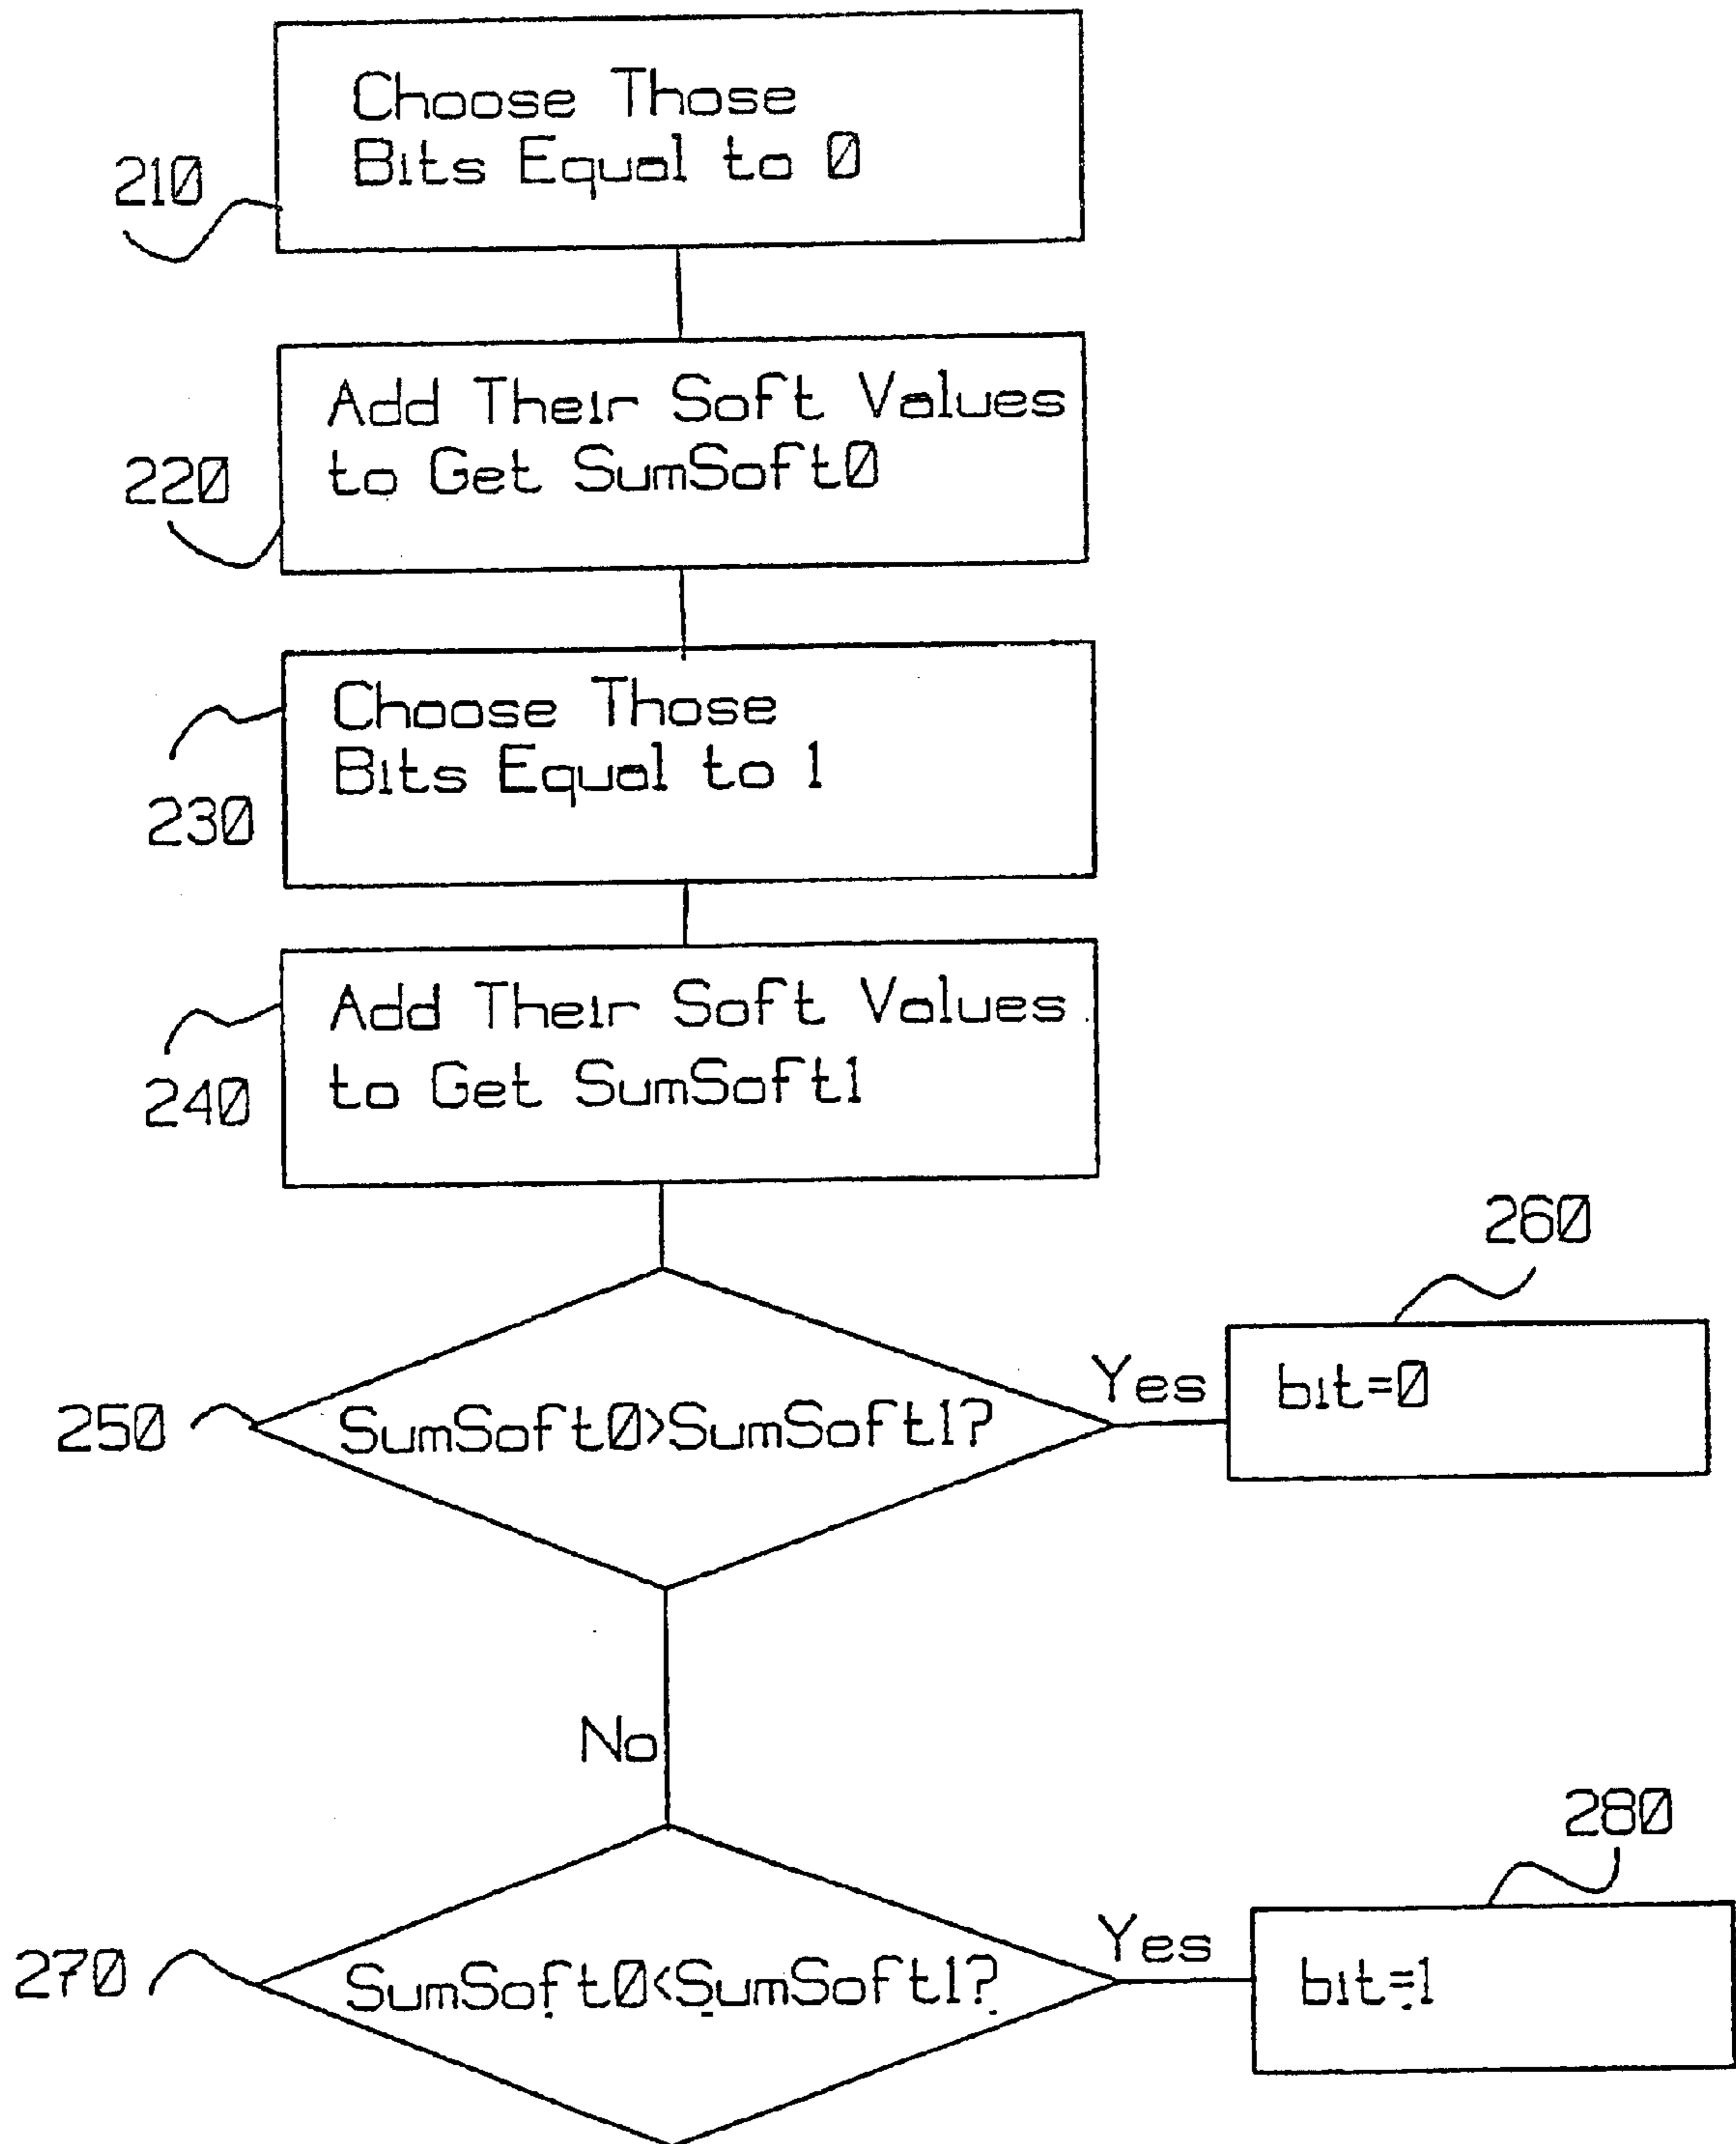 Choose Those
Bits Equal to 0
210
Add Their Soft Values
to Get SumSoft0
220
Choose Those
Bits Equal to 1
230
Add Their Soft Values
to Get SumSoft1
240
260
Yes
bit=0
250
SumSoft0>SumSoft1?
No
280
Yes
bit=1
270
SumSoft0<SumSoft1?